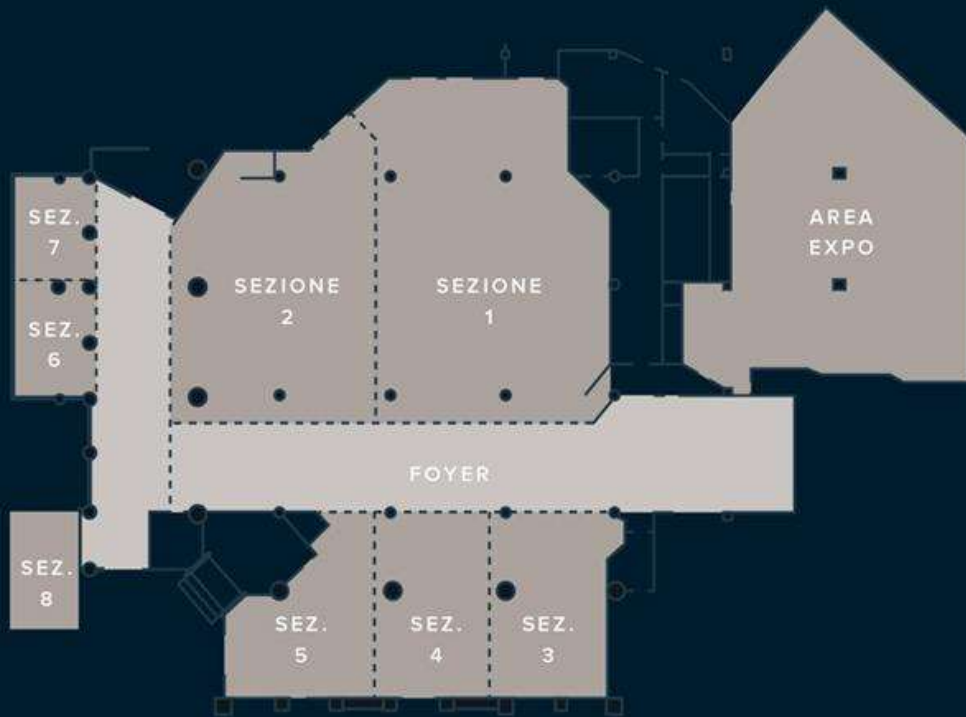 SEZ.
7
SEZ.
6
SEZIONE
2
SEZIONE
1
AREA
EXPO
FOYER
SEZ.
8
SEZ.
5
SEZ.
4
SEZ.
3